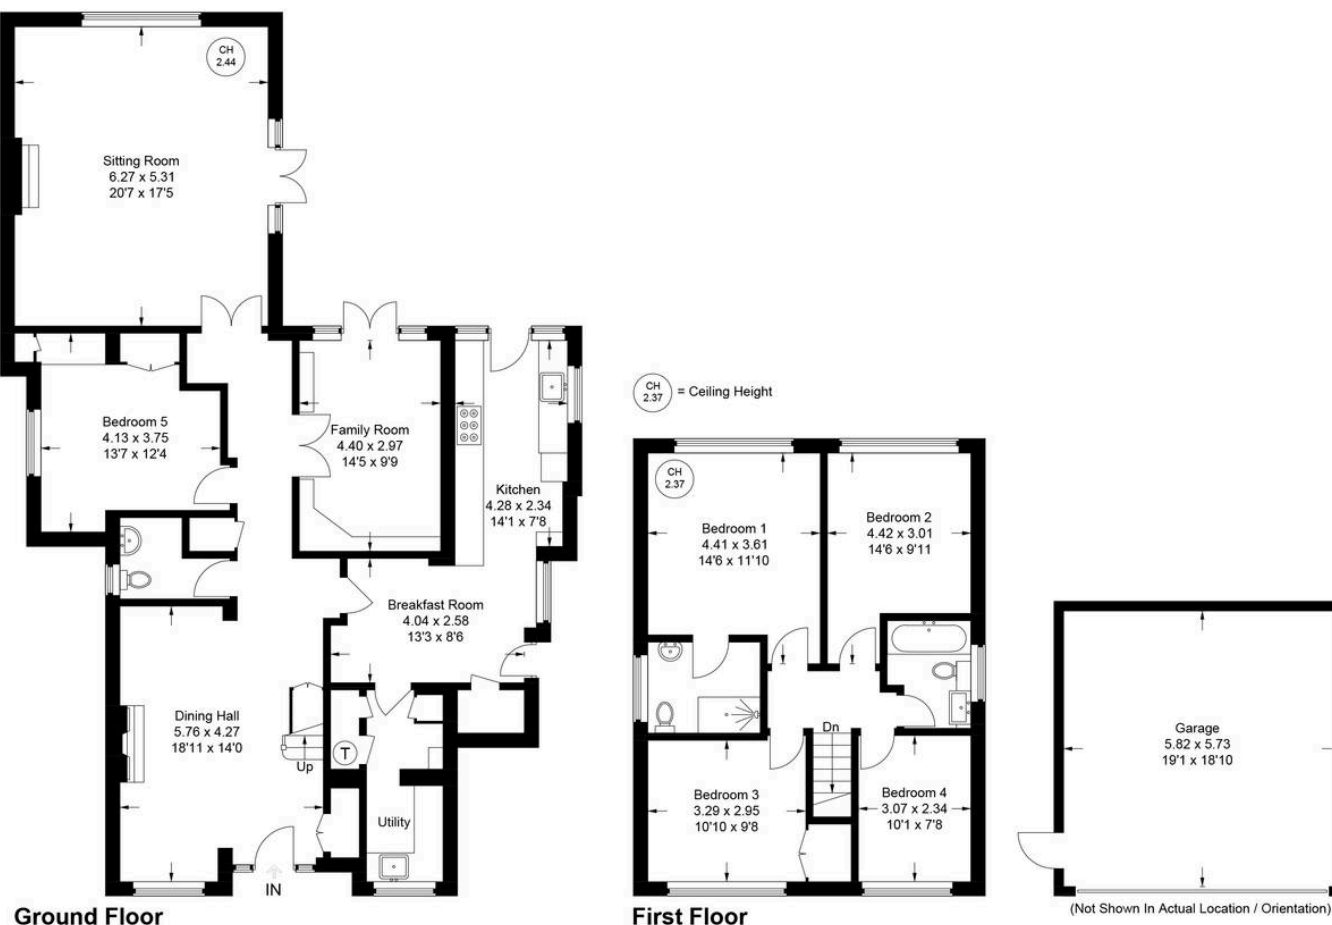 CH
2.44
Sitting Room
6.27 x 5.31
20'7 x 17'5
Bedroom 5
4.13 x 3.75
13'7 x 12'4
Family Room
4.40 x 2.97
14'5 x 9'9
Kitchen
4.28 x 2.34
14'1 x 7'8
Breakfast Room
4.04 x 2.58
13'3 x 8'6
Dining Hall
5.76 x 4.27
18'11 x 14'0
Up
T
Utility
IN
Ground Floor
CH
2.37
= Ceiling Height
CH
2.37
Bedroom 1
4.41 x 3.61
14'6 x 11'10
Bedroom 2
4.42 x 3.01
14'6 x 9'11
Dn
Bedroom 3
3.29 x 2.95
10'10 x 9'8
Bedroom 4
3.07 x 2.34
10'1 x 7'8
First Floor
Garage
5.82 x 5.73
19'1 x 18'10
(Not Shown In Actual Location / Orientation)